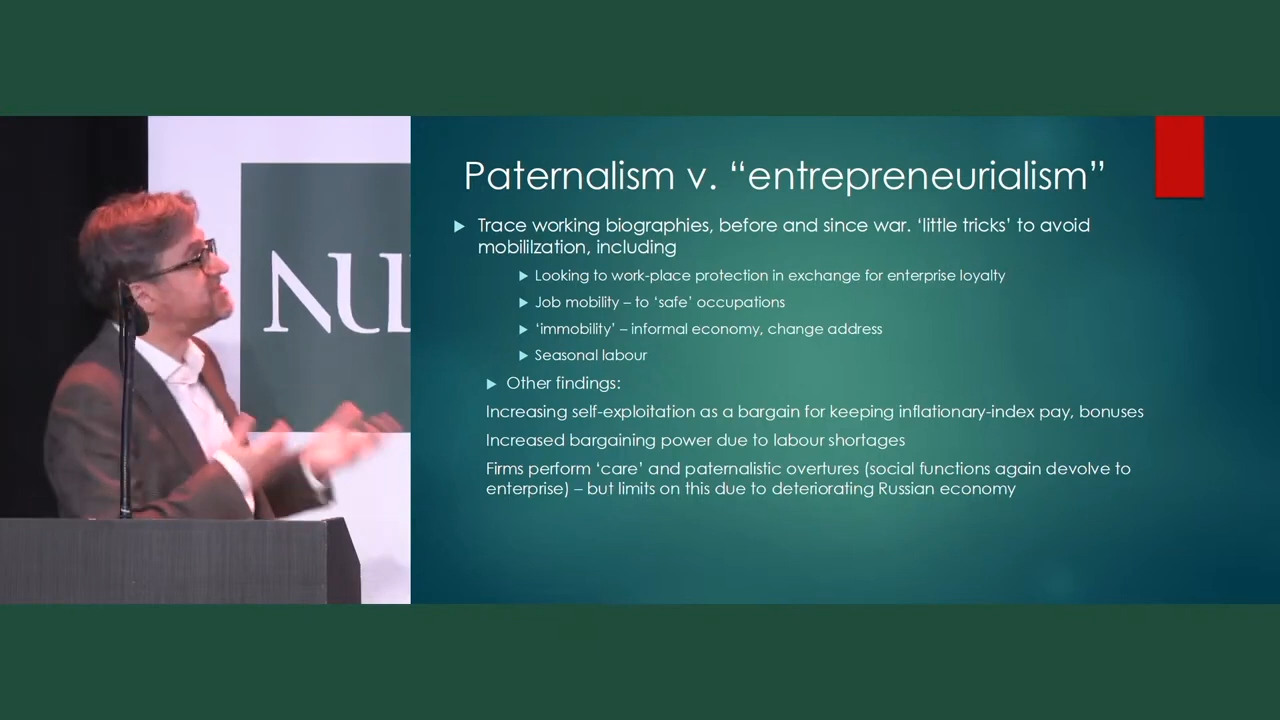 NU
Paternalism v. “entrepreneurialism”
Trace working biographies, before and since war. ‘little tricks’ to avoid
mobililzation, including
Looking to work-place protection in exchange for enterprise loyalty
Job mobility – to ‘safe’ occupations
‘immobility’ – informal economy, change address
Seasonal labour
Other findings:
Increasing self-exploitation as a bargain for keeping inflationary-index pay, bonuses
Increased bargaining power due to labour shortages
Firms perform ‘care’ and paternalistic overtures (social functions again devolve to
enterprise) – but limits on this due to deteriorating Russian economy